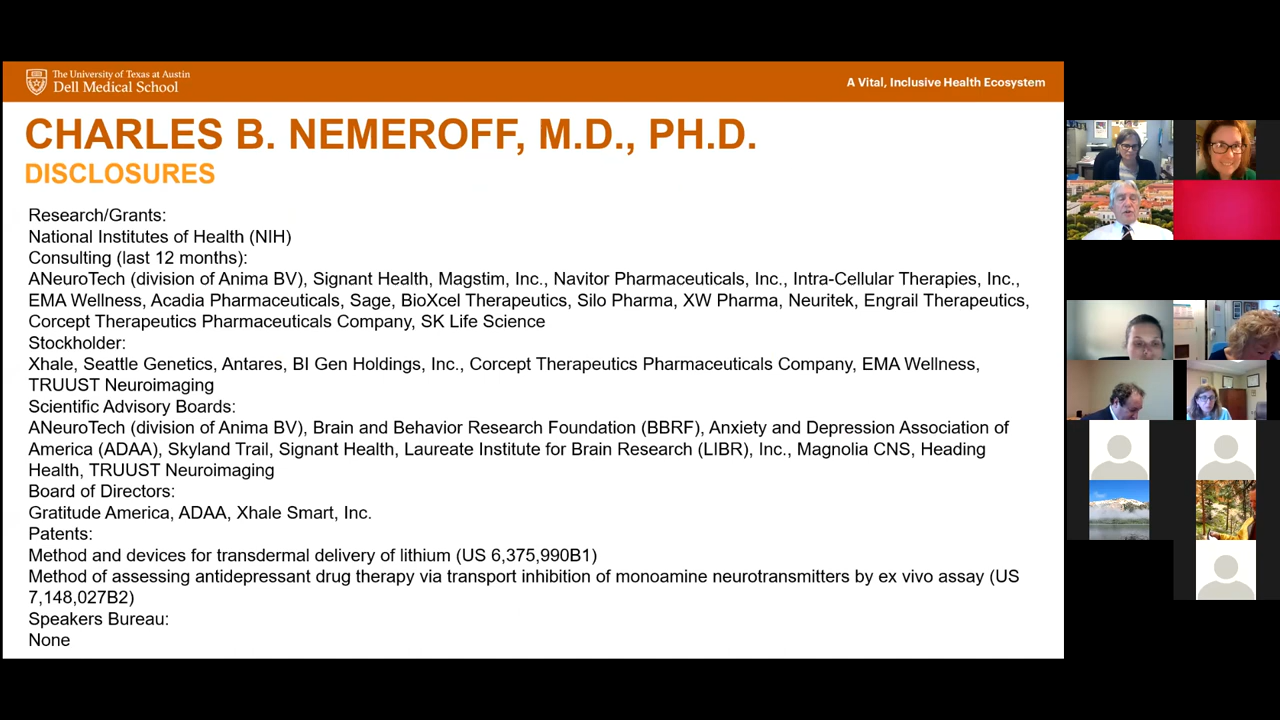 The University of Texas at Austin
Dell Medical School
A Vital, Inclusive Health Ecosystem
CHARLES B. NEMEROFF, M.D., PH.D.
DISCLOSURES
Research/Grants:
National Institutes of Health (NIH)
Consulting (last 12 months):
ANeuroTech (division of Anima BV), Signant Health, Magstim, Inc., Navitor Pharmaceuticals, Inc., Intra-Cellular Therapies, Inc.,
EMA Wellness, Acadia Pharmaceuticals, Sage, BioXcel Therapeutics, Silo Pharma, XW Pharma, Neuritek, Engrail Therapeutics,
Corcept Therapeutics Pharmaceuticals Company, SK Life Science
Stockholder:
Xhale, Seattle Genetics, Antares, BI Gen Holdings, Inc., Corcept Therapeutics Pharmaceuticals Company, EMA Wellness,
TRUUST Neuroimaging
Scientific Advisory Boards:
ANeuroTech (division of Anima BV), Brain and Behavior Research Foundation (BBRF), Anxiety and Depression Association of
America (ADAA), Skyland Trail, Signant Health, Laureate Institute for Brain Research (LIBR), Inc., Magnolia CNS, Heading
Health, TRUUST Neuroimaging
Board of Directors:
Gratitude America, ADAA, Xhale Smart, Inc.
Patents:
Method and devices for transdermal delivery of lithium (US 6,375,990B1)
Method of assessing antidepressant drug therapy via transport inhibition of monoamine neurotransmitters by ex vivo assay (US
7,148,027B2)
Speakers Bureau:
None